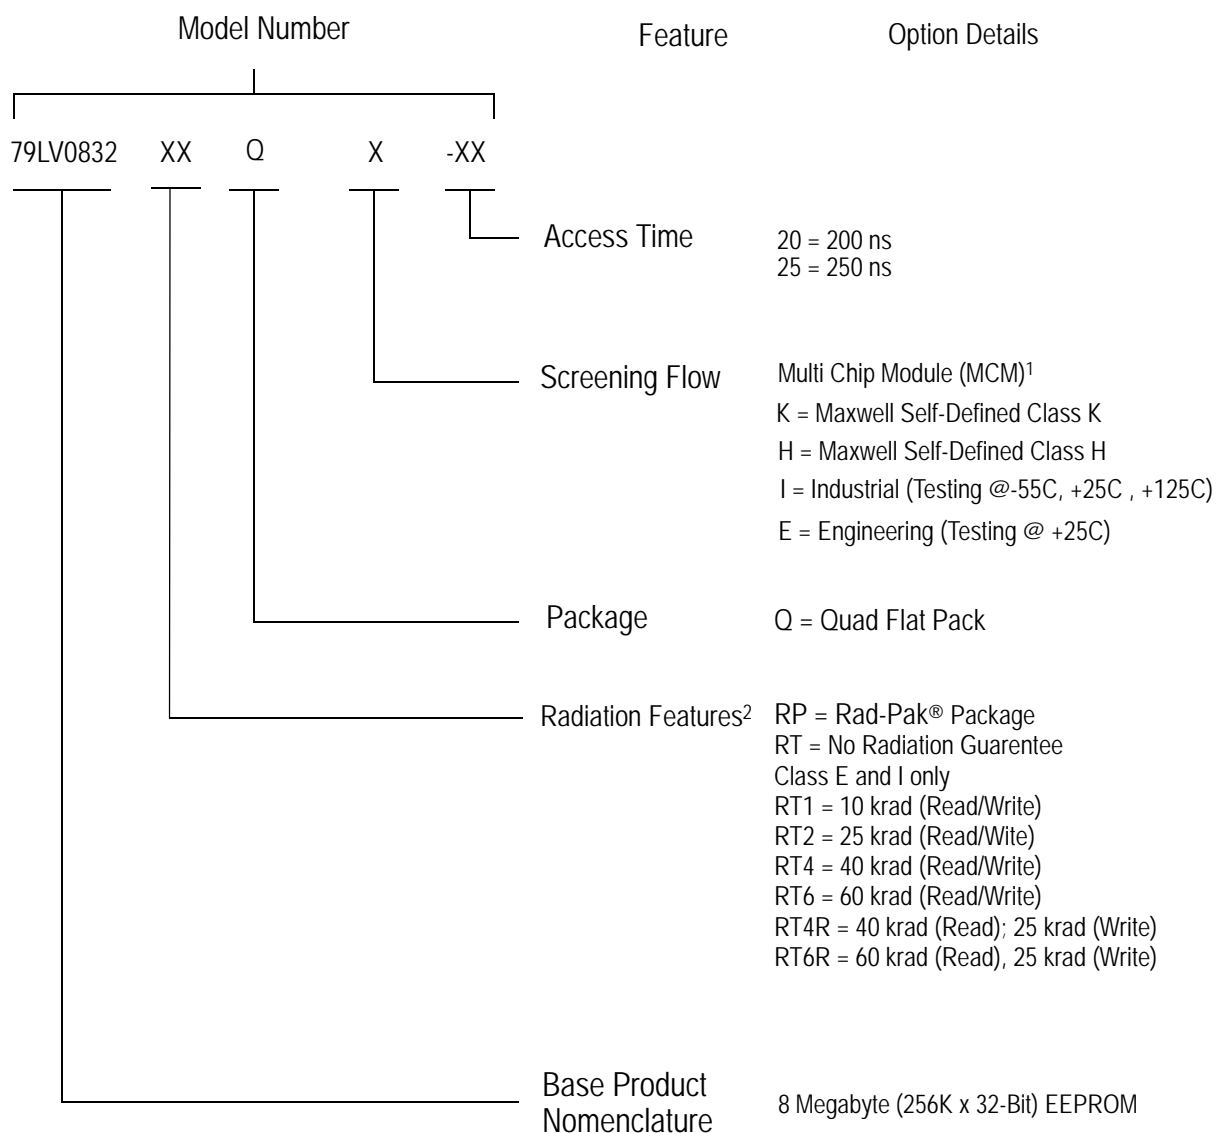 Model Number
Feature
Option Details
79LV0832 XX Q X -XX
Access Time
20 = 200 ns
25 = 250 ns
Screening Flow
Multi Chip Module (MCM)1
K = Maxwell Self-Defined Class K
H = Maxwell Self-Defined Class H
I = Industrial (Testing @-55C, +25C , +125C)
E = Engineering (Testing @ +25C)
Package
Q = Quad Flat Pack
Radiation Features2
RP = Rad-Pak® Package
RT = No Radiation Guarentee
Class E and I only
RT1 = 10 krad (Read/Write)
RT2 = 25 krad (Read/Wite)
RT4 = 40 krad (Read/Write)
RT6 = 60 krad (Read/Write)
RT4R = 40 krad (Read); 25 krad (Write)
RT6R = 60 krad (Read), 25 krad (Write)
Base Product
Nomenclature
8 Megabyte (256K x 32-Bit) EEPROM